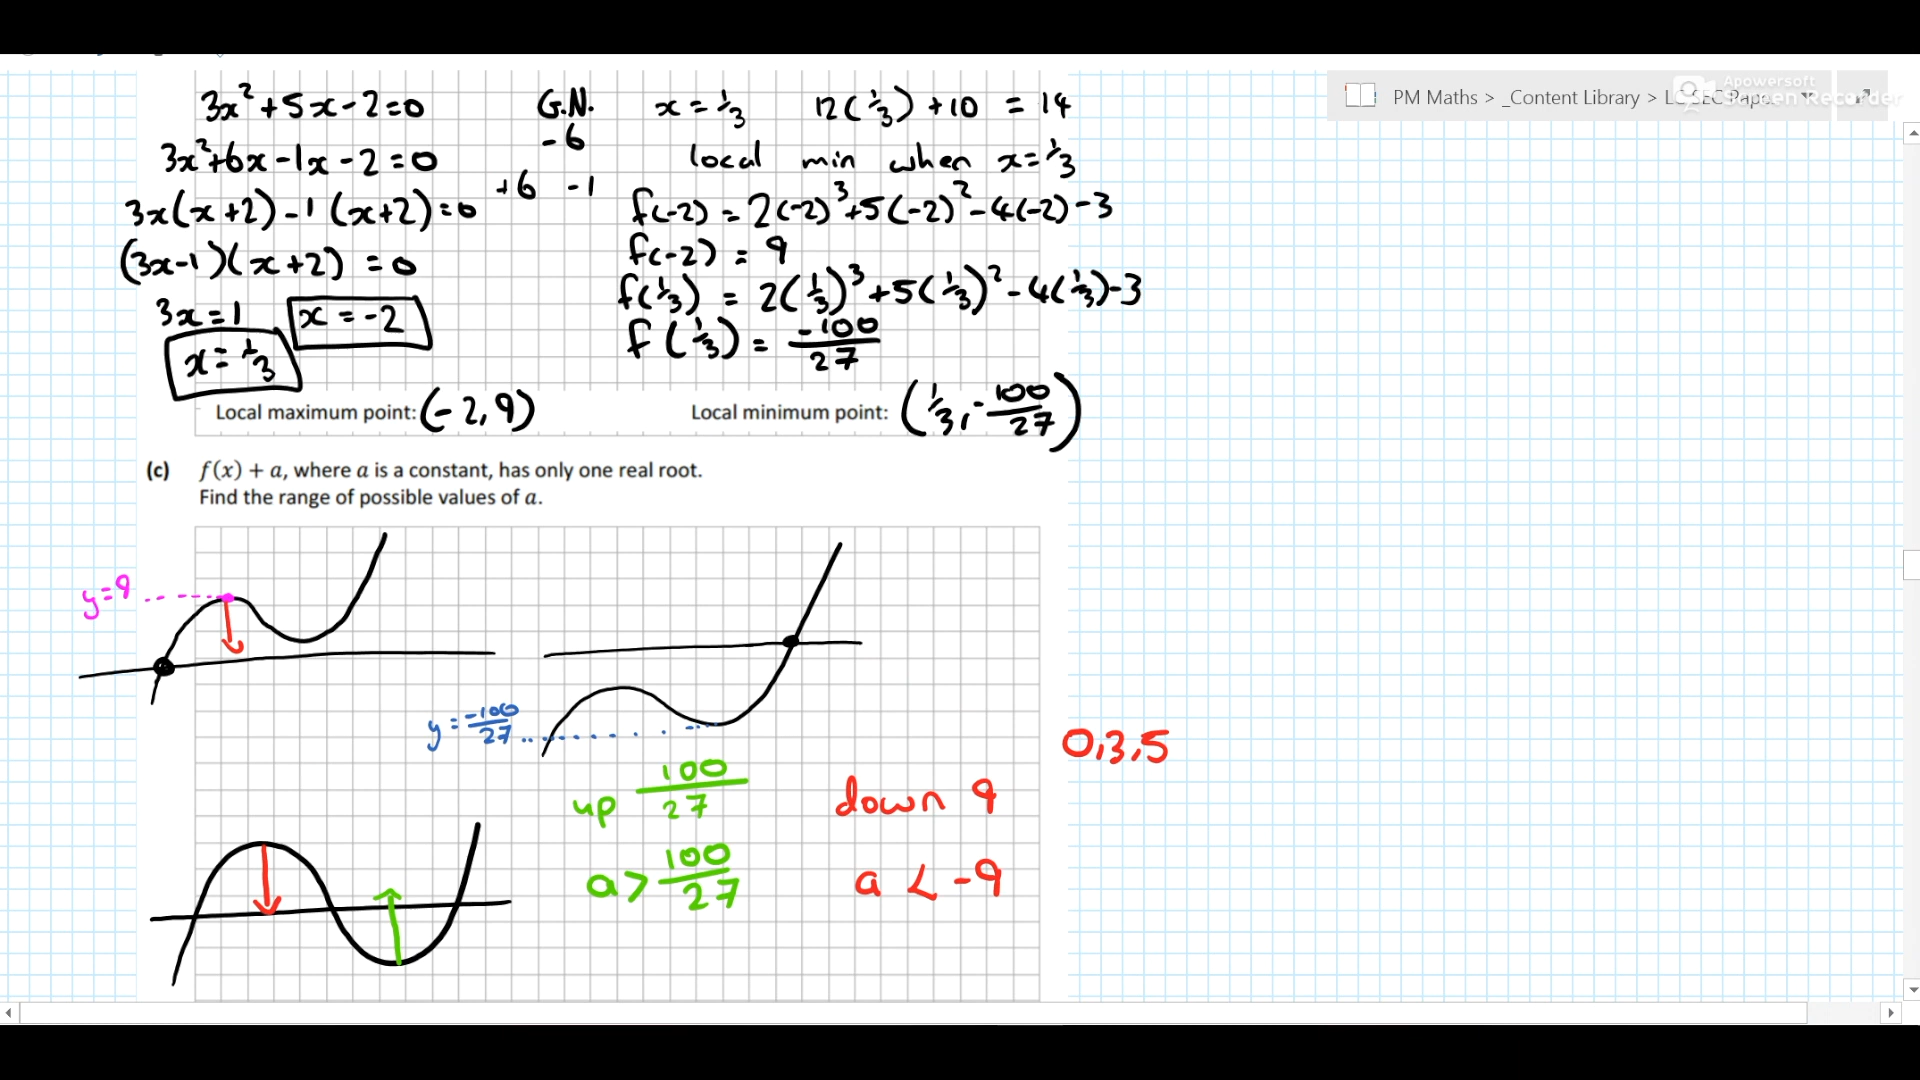 PM Maths > _Content Library >
Apowersoft
Screen Recorder
3x²+5x-2=0
3x²+6x-1x-2=0
3x(x+2)-1(x+2)=0
(3x-1)(x+2)=0
3x=1 x=-2
x=1/3
G.N.
-6
+6 -1
x=1/3 12(1/3)+10 = 14
local min when x=1/3
f(-2) = 2(-2)³+5(-2)²-4(-2)-3
f(-2) = 9
f(1/3) = 2(1/3)³+5(1/3)²-4(1/3)-3
f(1/3) = -100/27
Local maximum point: (-2,9) Local minimum point: (1/3, -100/27)
(c) f(x) + a, where a is a constant, has only one real root.
Find the range of possible values of a.
y=9
y = -100/27
0,3,5
up 100/27 down 9
a > 100/27 a < -9